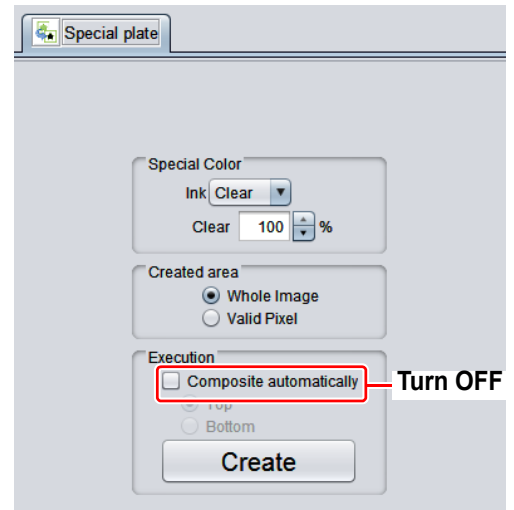 Special plate
Special Color
Ink Clear
Clear 100 %
Created area
Whole Image
Valid Pixel
Execution
Composite automatically
Turn OFF
Top
Bottom
Create